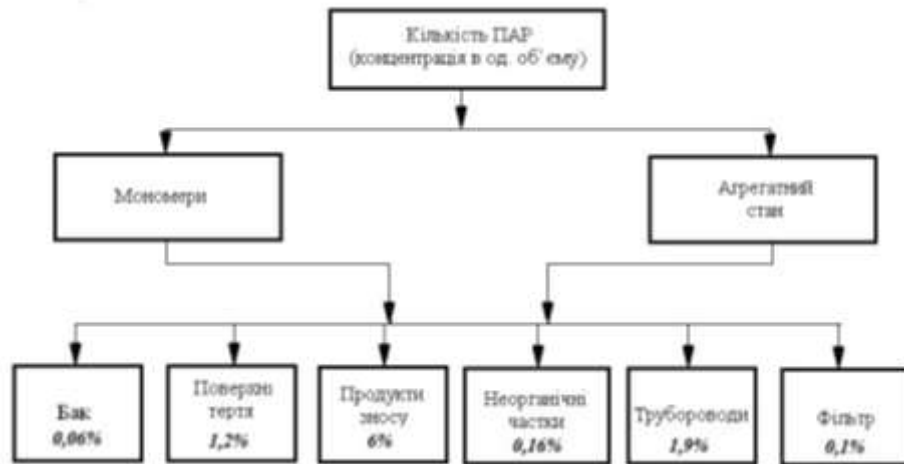 Кількість ПАР
(концентрація в од. об'єму)
Мономери
Агрегатний
стан
Бак
0,06%
Поверхні
тертя
1,2%
Продукти
зносу
6%
Неорганічні
частки
0,16%
Трубороводи
1,9%
Фільтр
0,1%